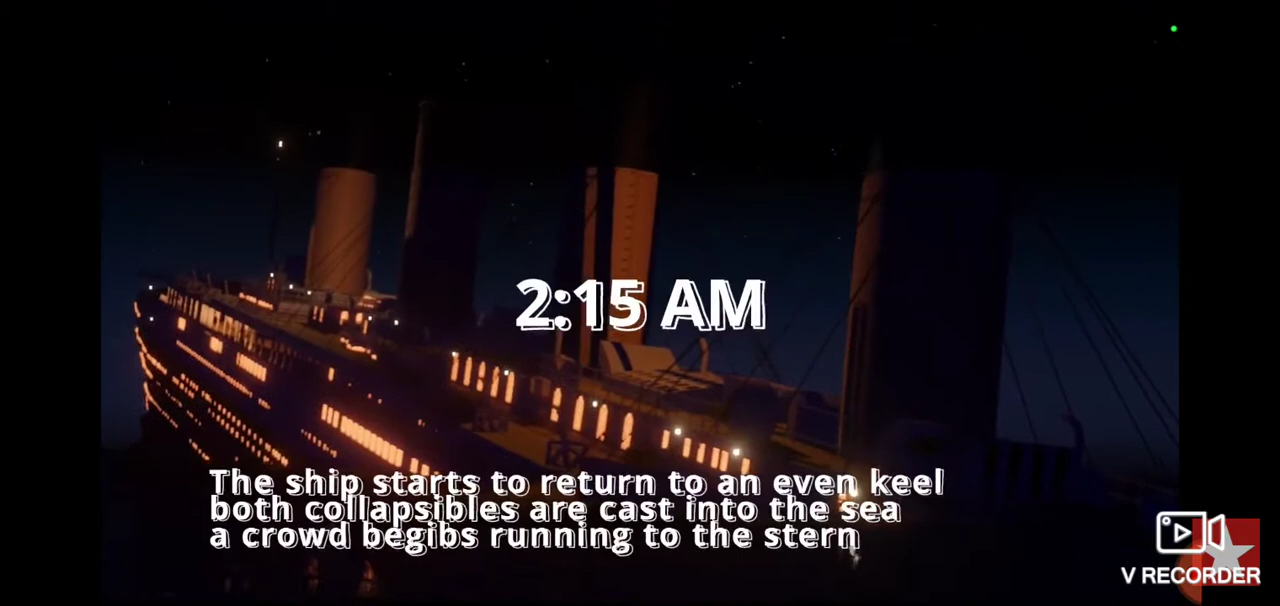 2:15 AM
The ship starts to return to an even keel
both collapsibles are cast into the sea
a crowd begibs running to the stern
V RECORDER